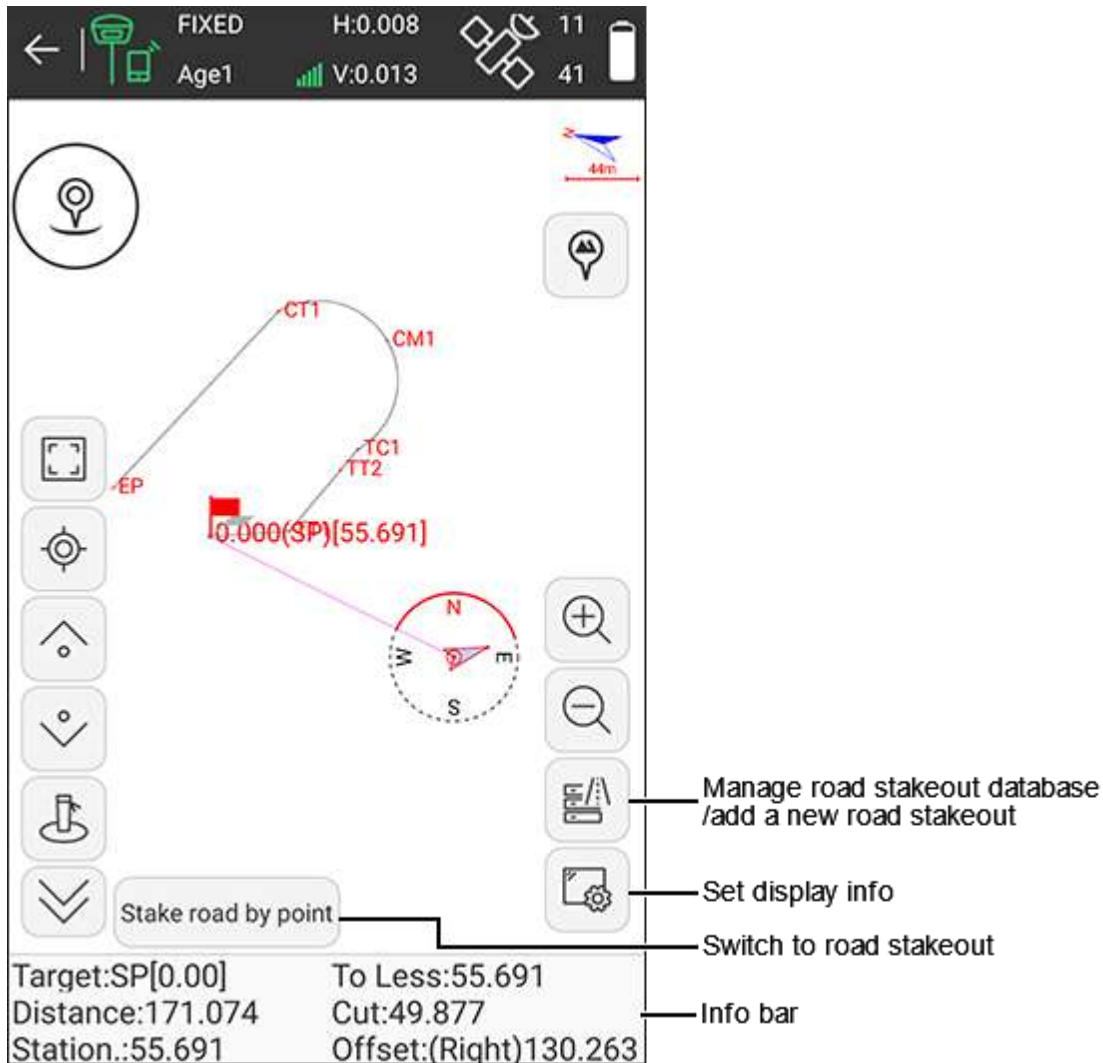 FIXED H:0.008 11
Age1 V:0.013 41
N
44m
CT1
CM1
TC1
TT2
EP
0.000(SP)[55.691]
N
W E
S
Manage road stakeout database
/add a new road stakeout
Set display info
Stake road by point
Switch to road stakeout
Target:SP[0.00] To Less:55.691
Distance:171.074 Cut:49.877
Info bar
Station.:55.691 Offset:(Right)130.263